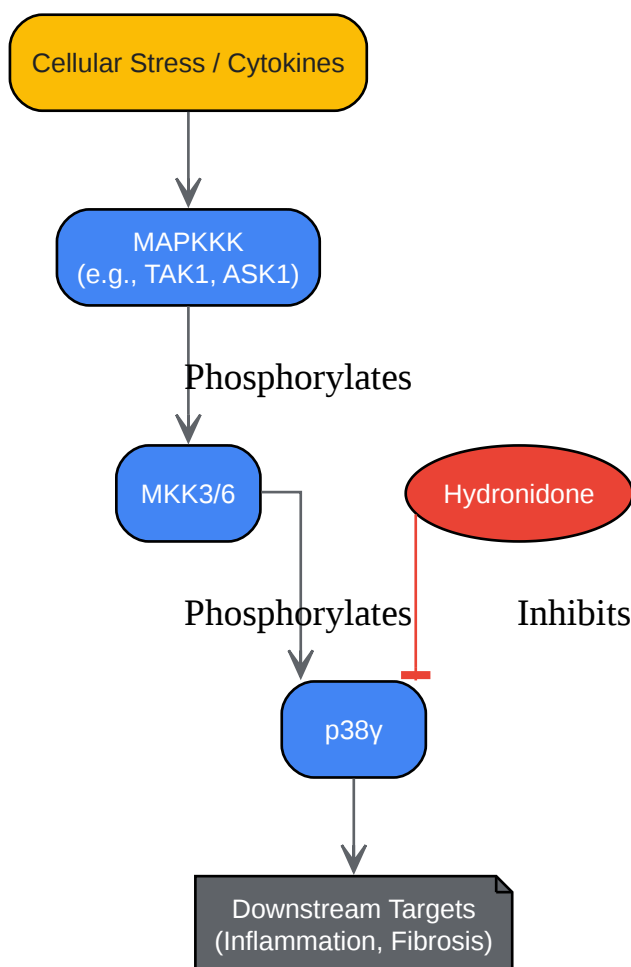 Cellular Stress / Cytokines
MAPKKK
(e.g., TAK1, ASK1)
Phosphorylates
MKK3/6
Hydronidone
Phosphorylates
Inhibits
p38γ
Downstream Targets
(Inflammation, Fibrosis)